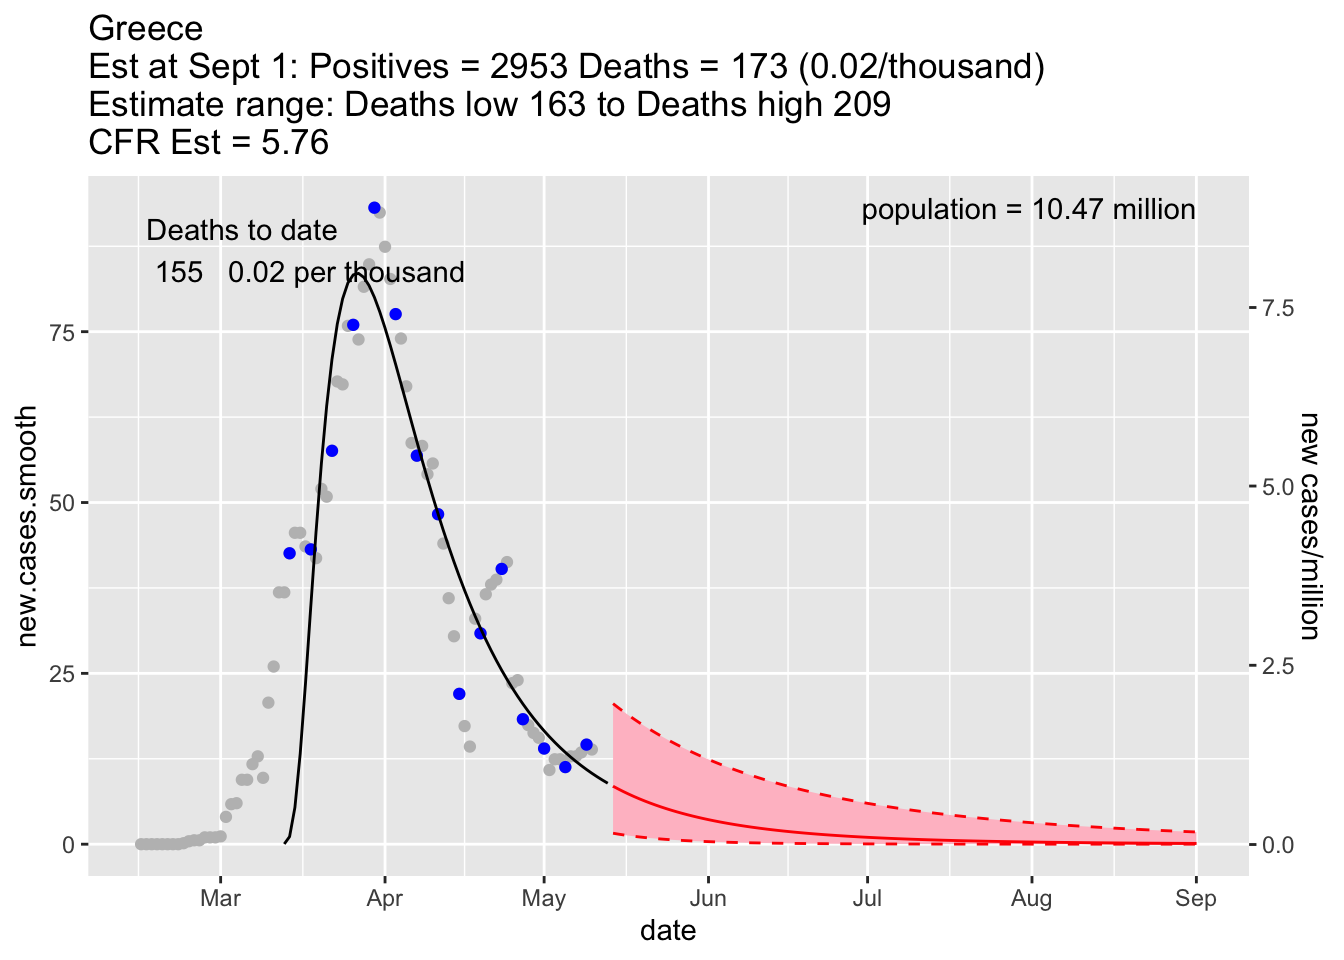 Greece
Est at Sept 1: Positives = 2953 Deaths = 173 (0.02/thousand)
Estimate range: Deaths low 163 to Deaths high 209
CFR Est = 5.76
population = 10.47 million
Deaths to date
155 0.02 per thousand
75
50
25
0
new.cases.smooth
7.5
5.0
2.5
0.0
new cases/million
Mar Apr May Jun Jul Aug Sep
date